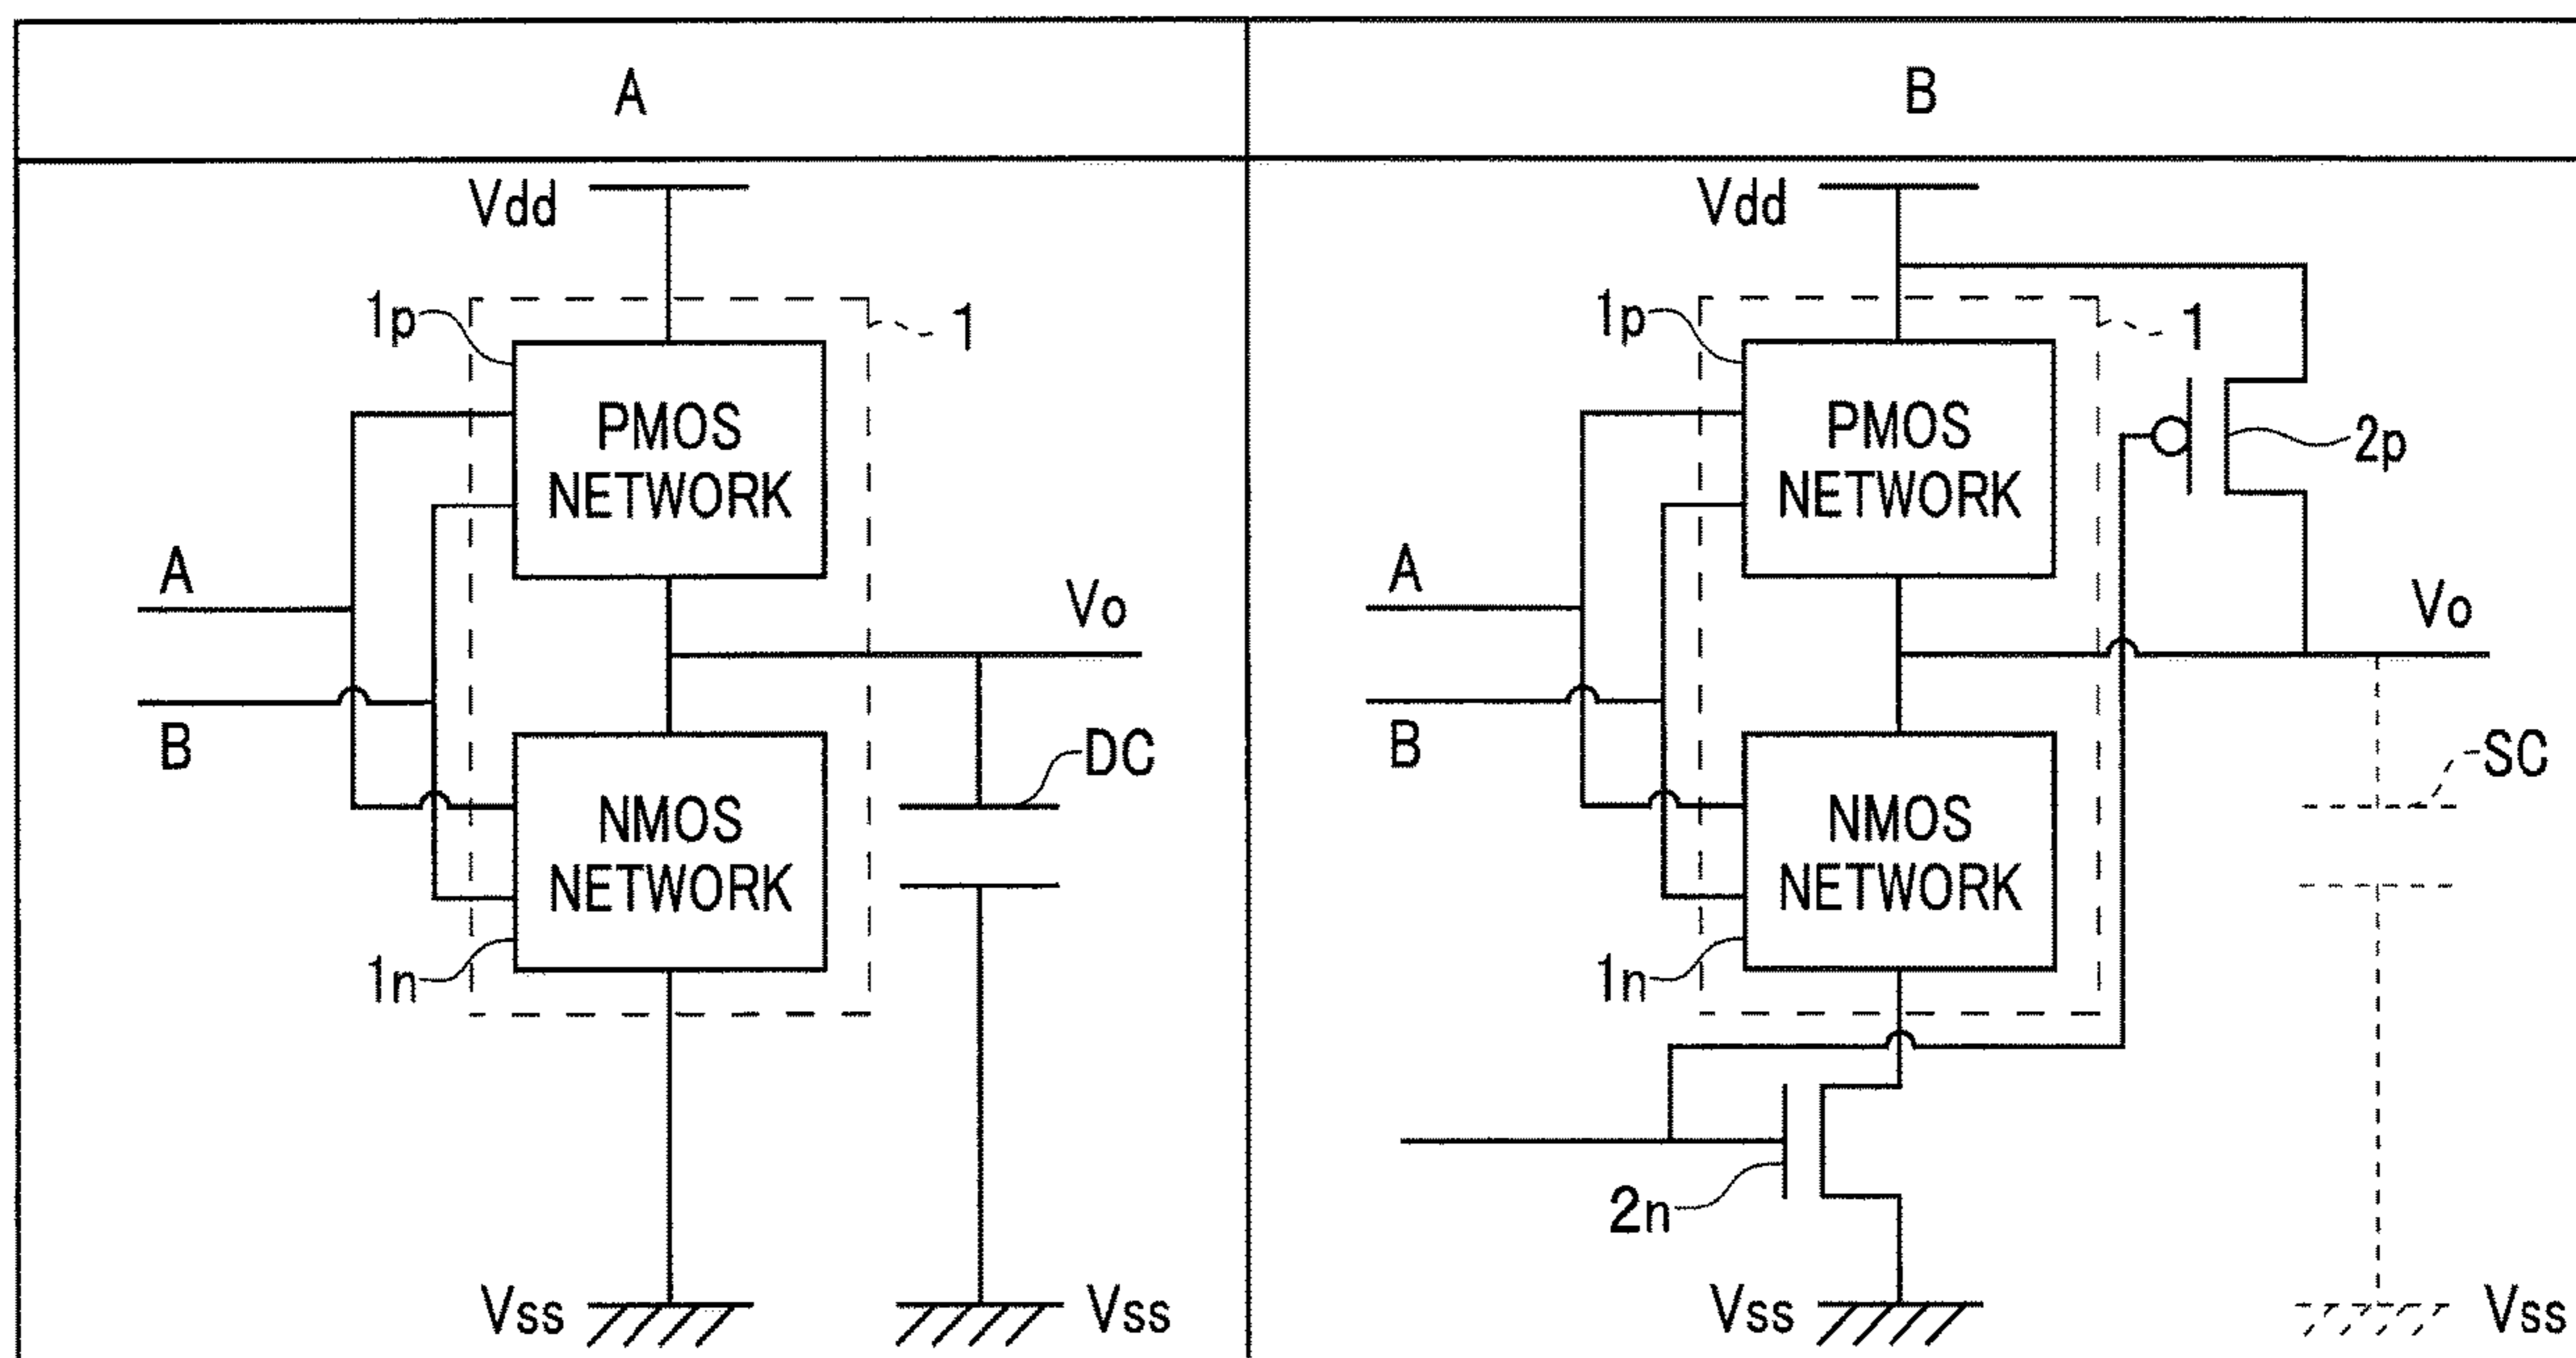 A
B
Vdd
1p
1
PMOS
NETWORK
A
Vo
B
DC
NMOS
NETWORK
1n
Vss
Vss
Vdd
1p
1
PMOS
NETWORK
2p
A
Vo
B
SC
NMOS
NETWORK
1n
2n
Vss
Vss